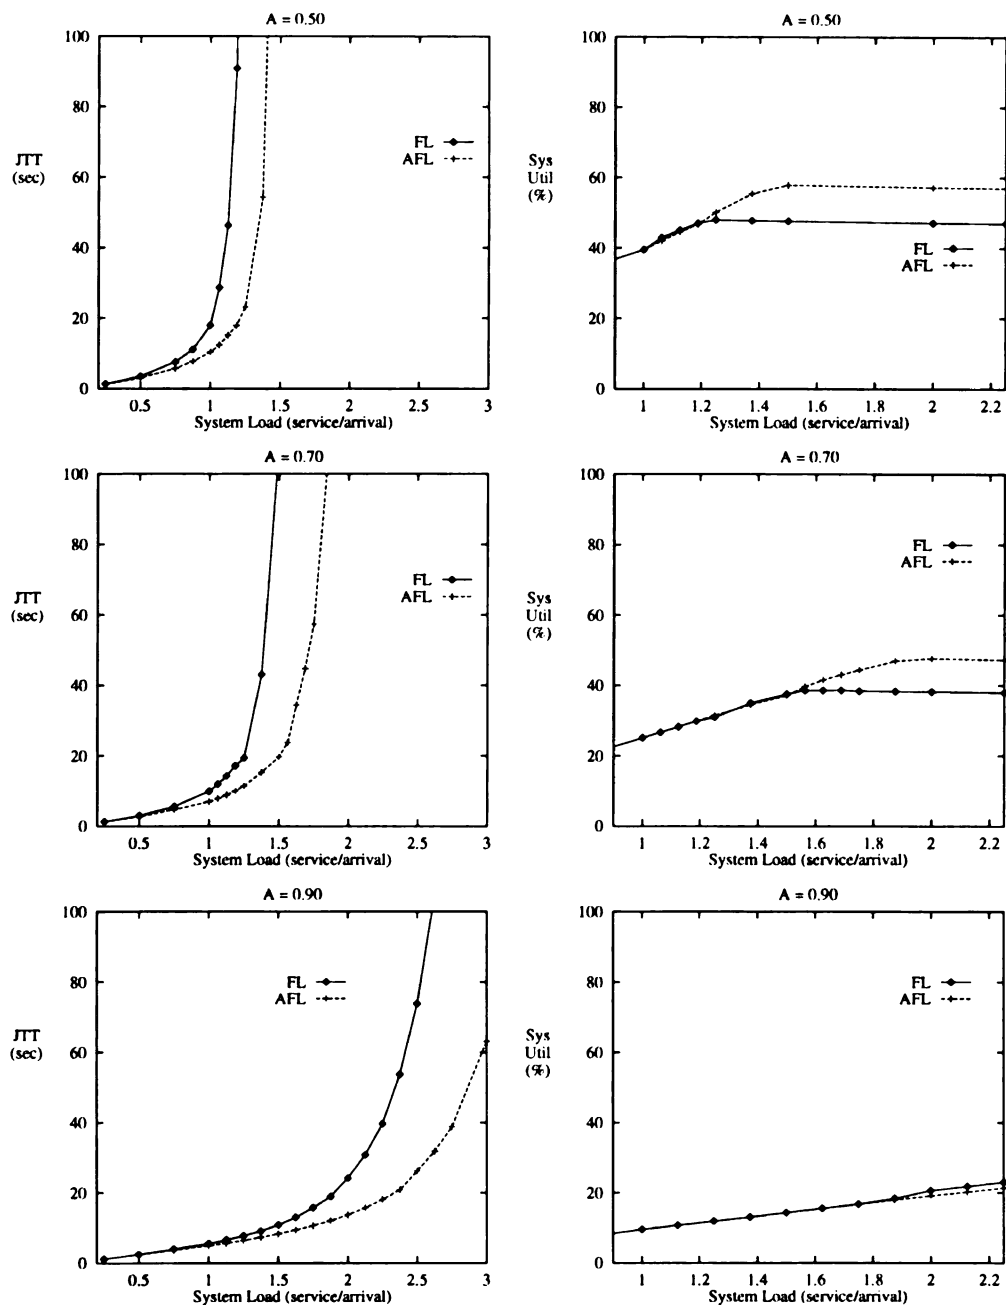 A = 0.50
100
80
60
40
20
0
JTT
(sec)
FL
AFL
0.5 1 1.5 2 2.5 3
System Load (service/arrival)
A = 0.50
100
80
60
40
20
0
Sys
Util
(%)
FL
AFL
1 1.2 1.4 1.6 1.8 2 2.2
System Load (service/arrival)
A = 0.70
100
80
60
40
20
0
JTT
(sec)
FL
AFL
0.5 1 1.5 2 2.5 3
System Load (service/arrival)
A = 0.70
100
80
60
40
20
0
Sys
Util
(%)
FL
AFL
1 1.2 1.4 1.6 1.8 2 2.2
System Load (service/arrival)
A = 0.90
100
80
60
40
20
0
JTT
(sec)
FL
AFL
0.5 1 1.5 2 2.5 3
System Load (service/arrival)
A = 0.90
100
80
60
40
20
0
Sys
Util
(%)
FL
AFL
1 1.2 1.4 1.6 1.8 2 2.2
System Load (service/arrival)